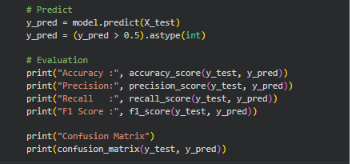 # Predict
y_pred = model.predict(X_test)
y_pred = (y_pred > 0.5).astype(int)
# Evaluation
print("Accuracy :", accuracy_score(y_test, y_pred))
print("Precision:", precision_score(y_test, y_pred))
print("Recall   :", recall_score(y_test, y_pred))
print("F1 Score :", f1_score(y_test, y_pred))
print("Confusion Matrix")
print(confusion_matrix(y_test, y_pred))